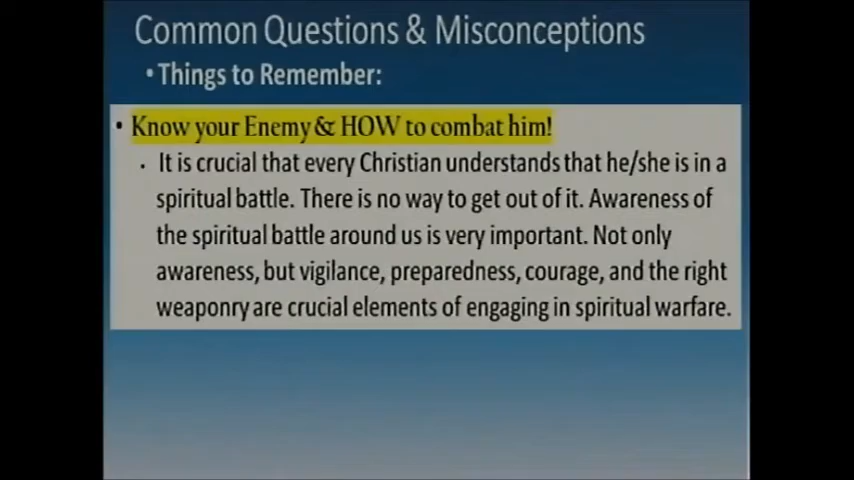 Common Questions & Misconceptions
•Things to Remember:
• Know your Enemy & HOW to combat him!
• It is crucial that every Christian understands that he/she is in a
spiritual battle. There is no way to get out of it. Awareness of
the spiritual battle around us is very important. Not only
awareness, but vigilance, preparedness, courage, and the right
weaponry are crucial elements of engaging in spiritual warfare.